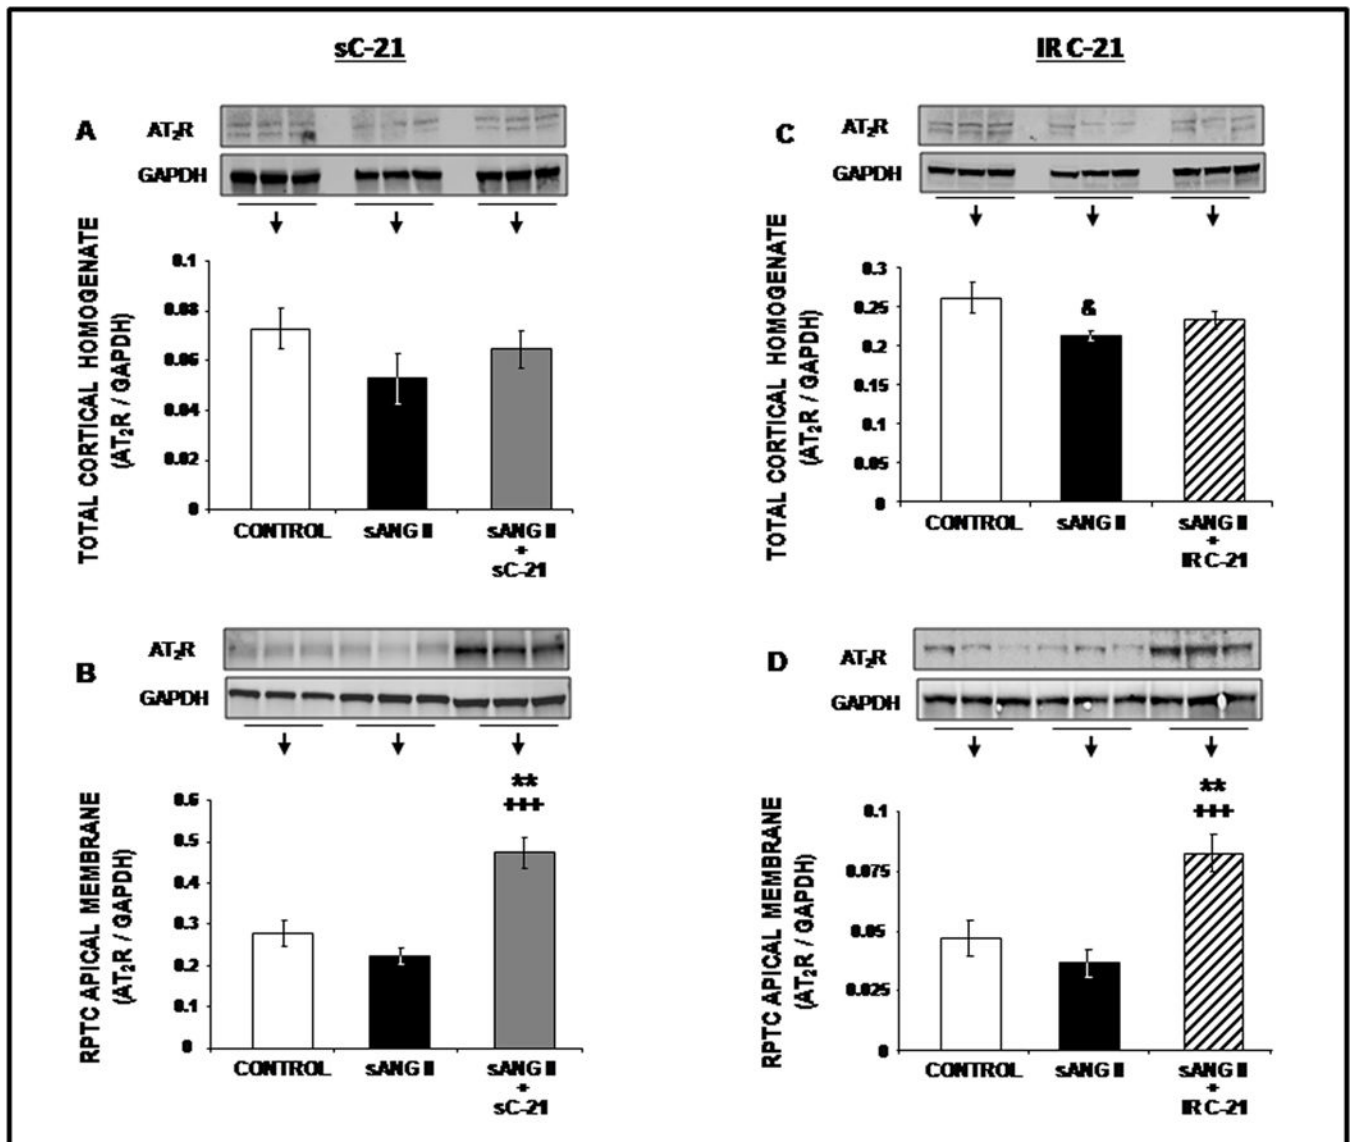 sC-21
IR C-21
A
AT₂R
GAPDH
TOTAL CORTICAL HOMOGENATE
(AT₂R / GAPDH)
0.1
0.08
0.06
0.04
0.02
0
CONTROL
sANG II
sANG II
+
sC-21
C
AT₂R
GAPDH
TOTAL CORTICAL HOMOGENATE
(AT₂R / GAPDH)
0.3
0.25
0.2
0.15
0.1
0.05
0
&
CONTROL
sANG II
sANG II
+
IR C-21
B
AT₂R
GAPDH
RPTC APICAL MEMBRANE
(AT₂R / GAPDH)
0.6
0.5
0.4
0.3
0.2
0.1
0
**
+++
CONTROL
sANG II
sANG II
+
sC-21
D
AT₂R
GAPDH
RPTC APICAL MEMBRANE
(AT₂R / GAPDH)
0.1
0.075
0.05
0.025
0
**
+++
CONTROL
sANG II
sANG II
+
IR C-21